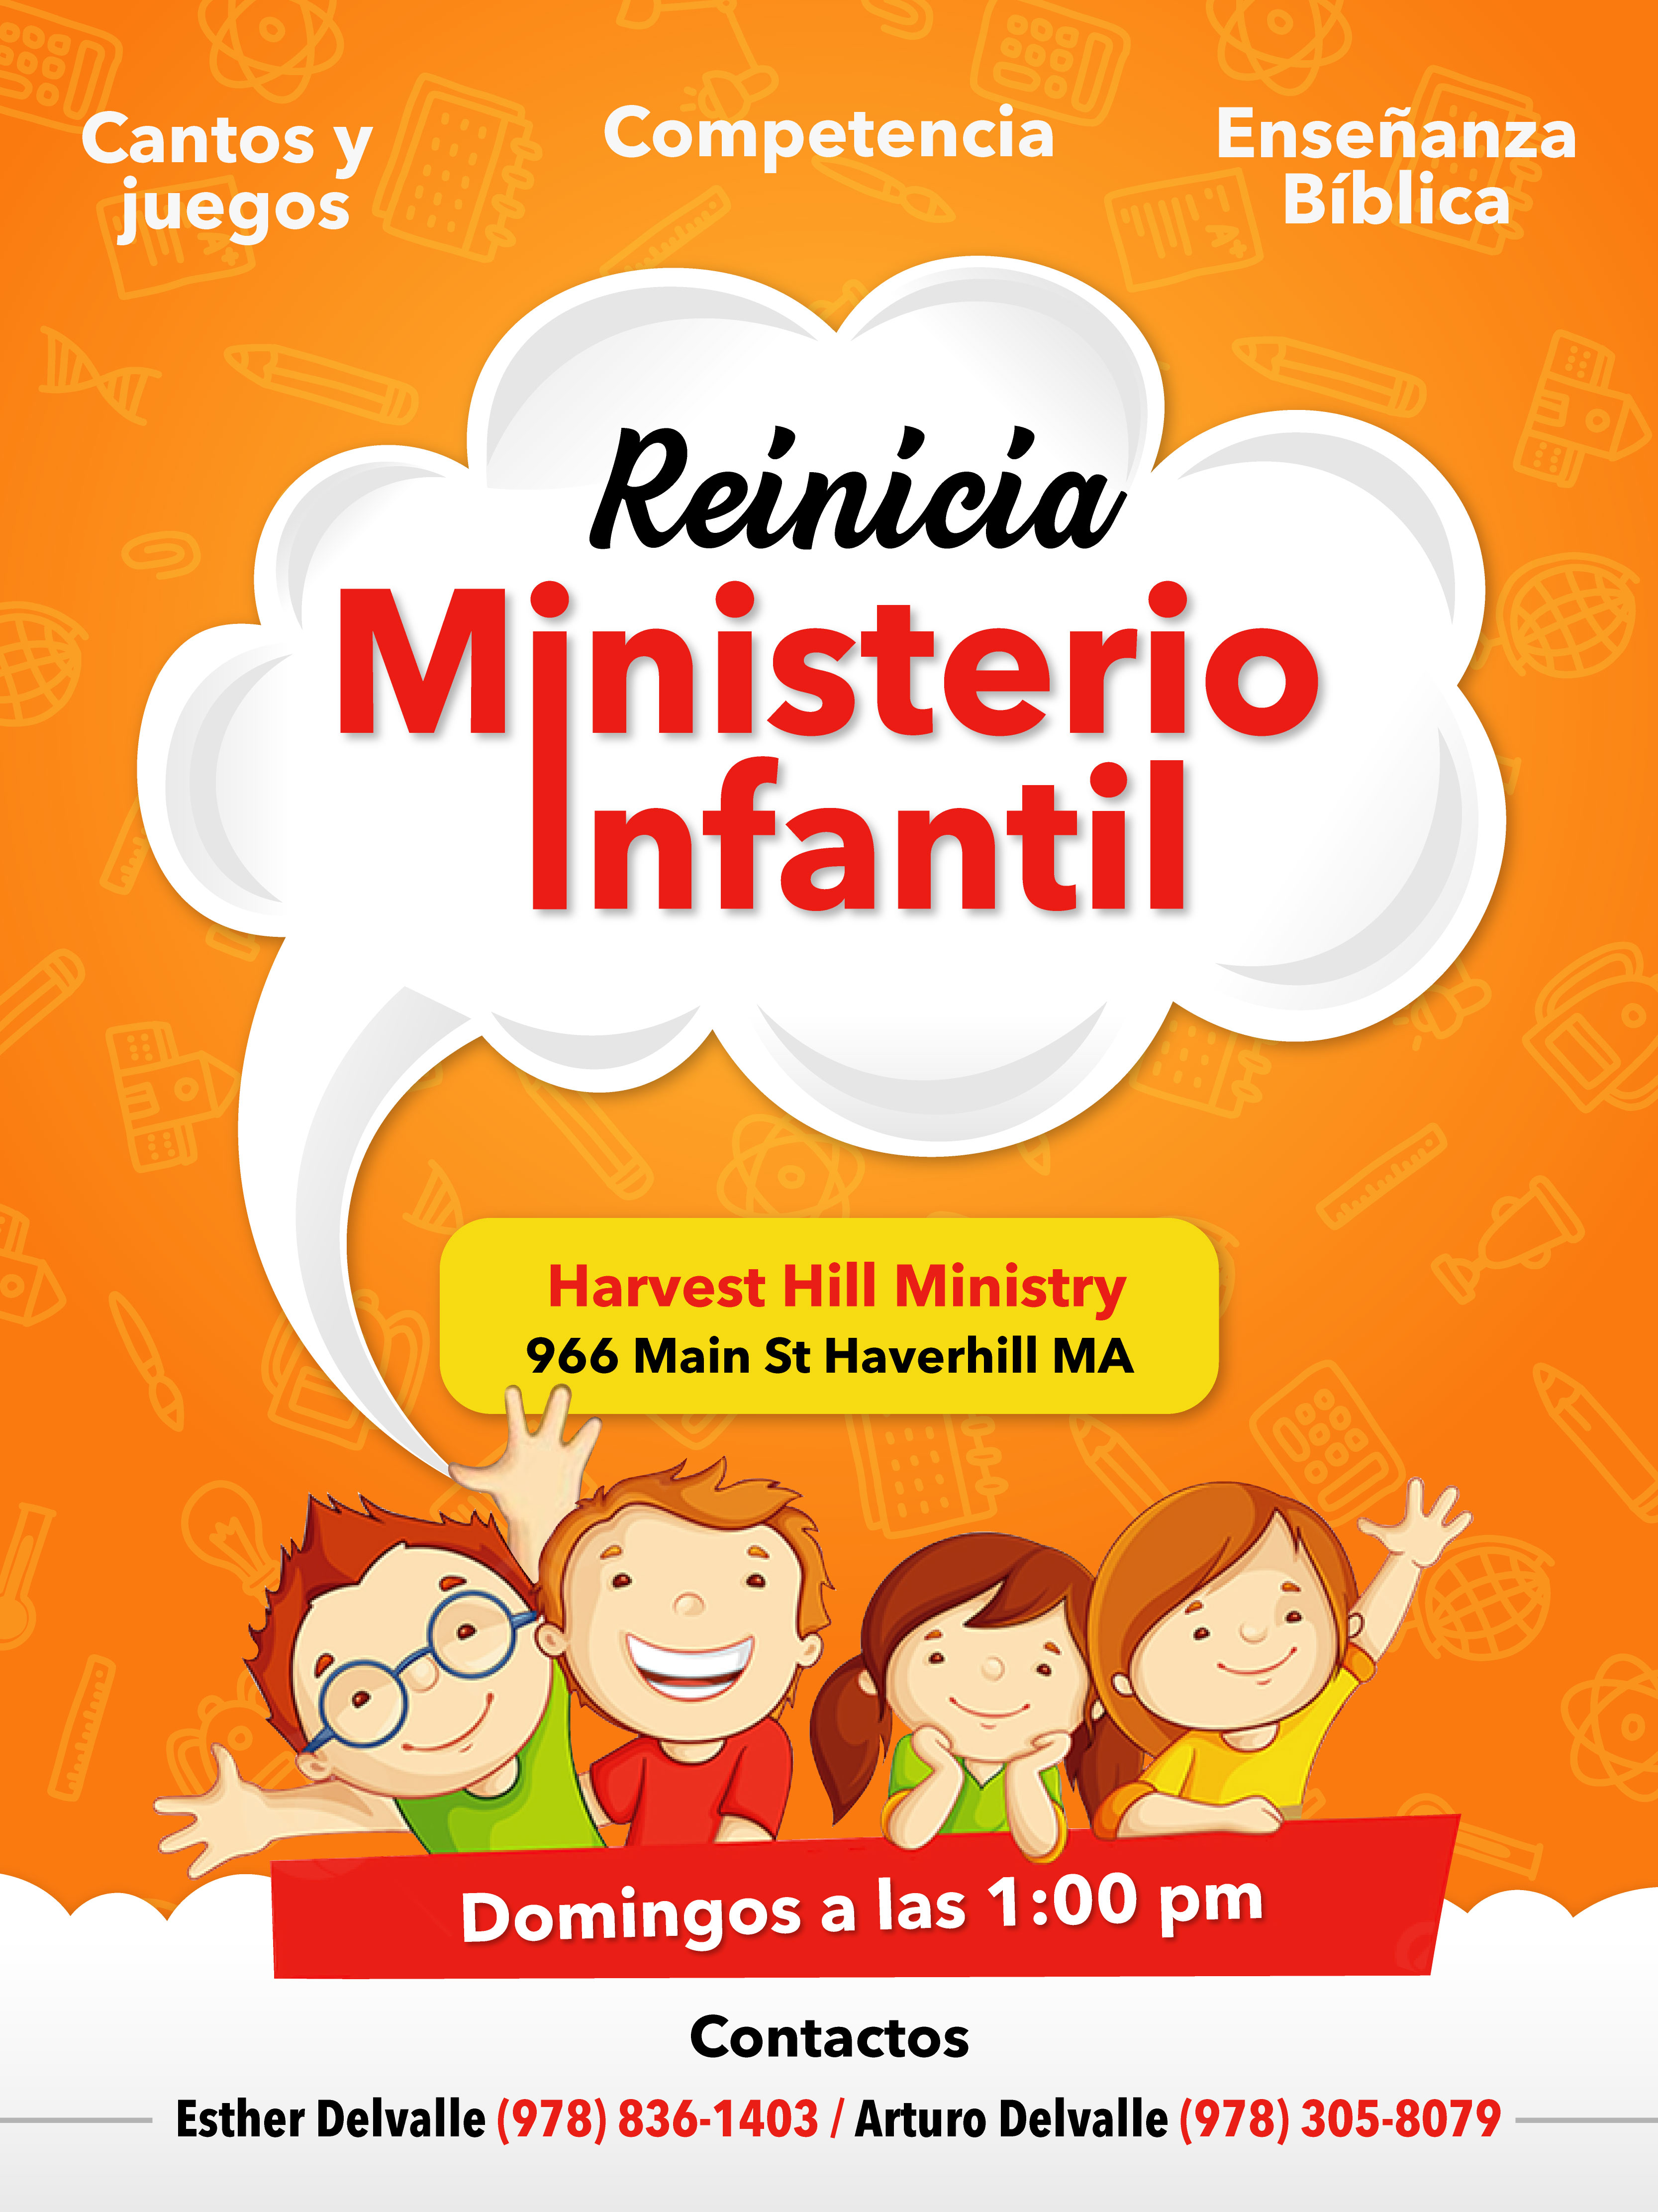 Cantos y
juegos
Competencia
Enseñanza
Bíblica
Reinicia
Ministerio
Infantil
Harvest Hill Ministry
966 Main St Haverhill MA
Domingos a las 1:00 pm
Contactos
Esther Delvalle (978) 836-1403 / Arturo Delvalle (978) 305-8079